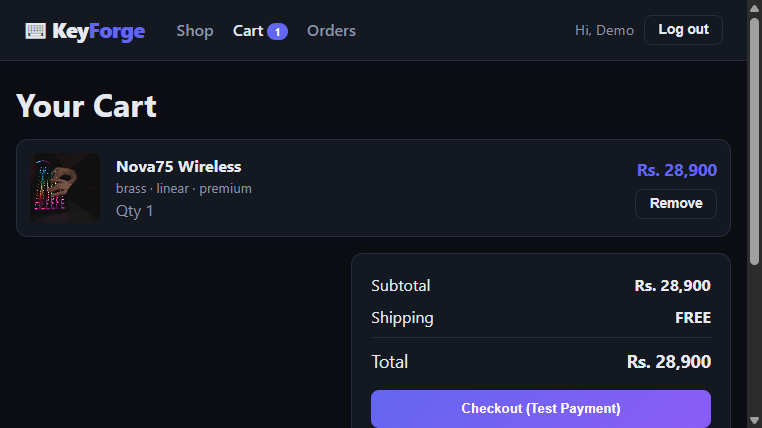 KeyForge
Shop
Cart 1
Orders
Hi, Demo
Log out
Your Cart
Nova75 Wireless
brass · linear · premium
Qty 1
Rs. 28,900
Remove
Subtotal Rs. 28,900
Shipping FREE
Total Rs. 28,900
Checkout (Test Payment)